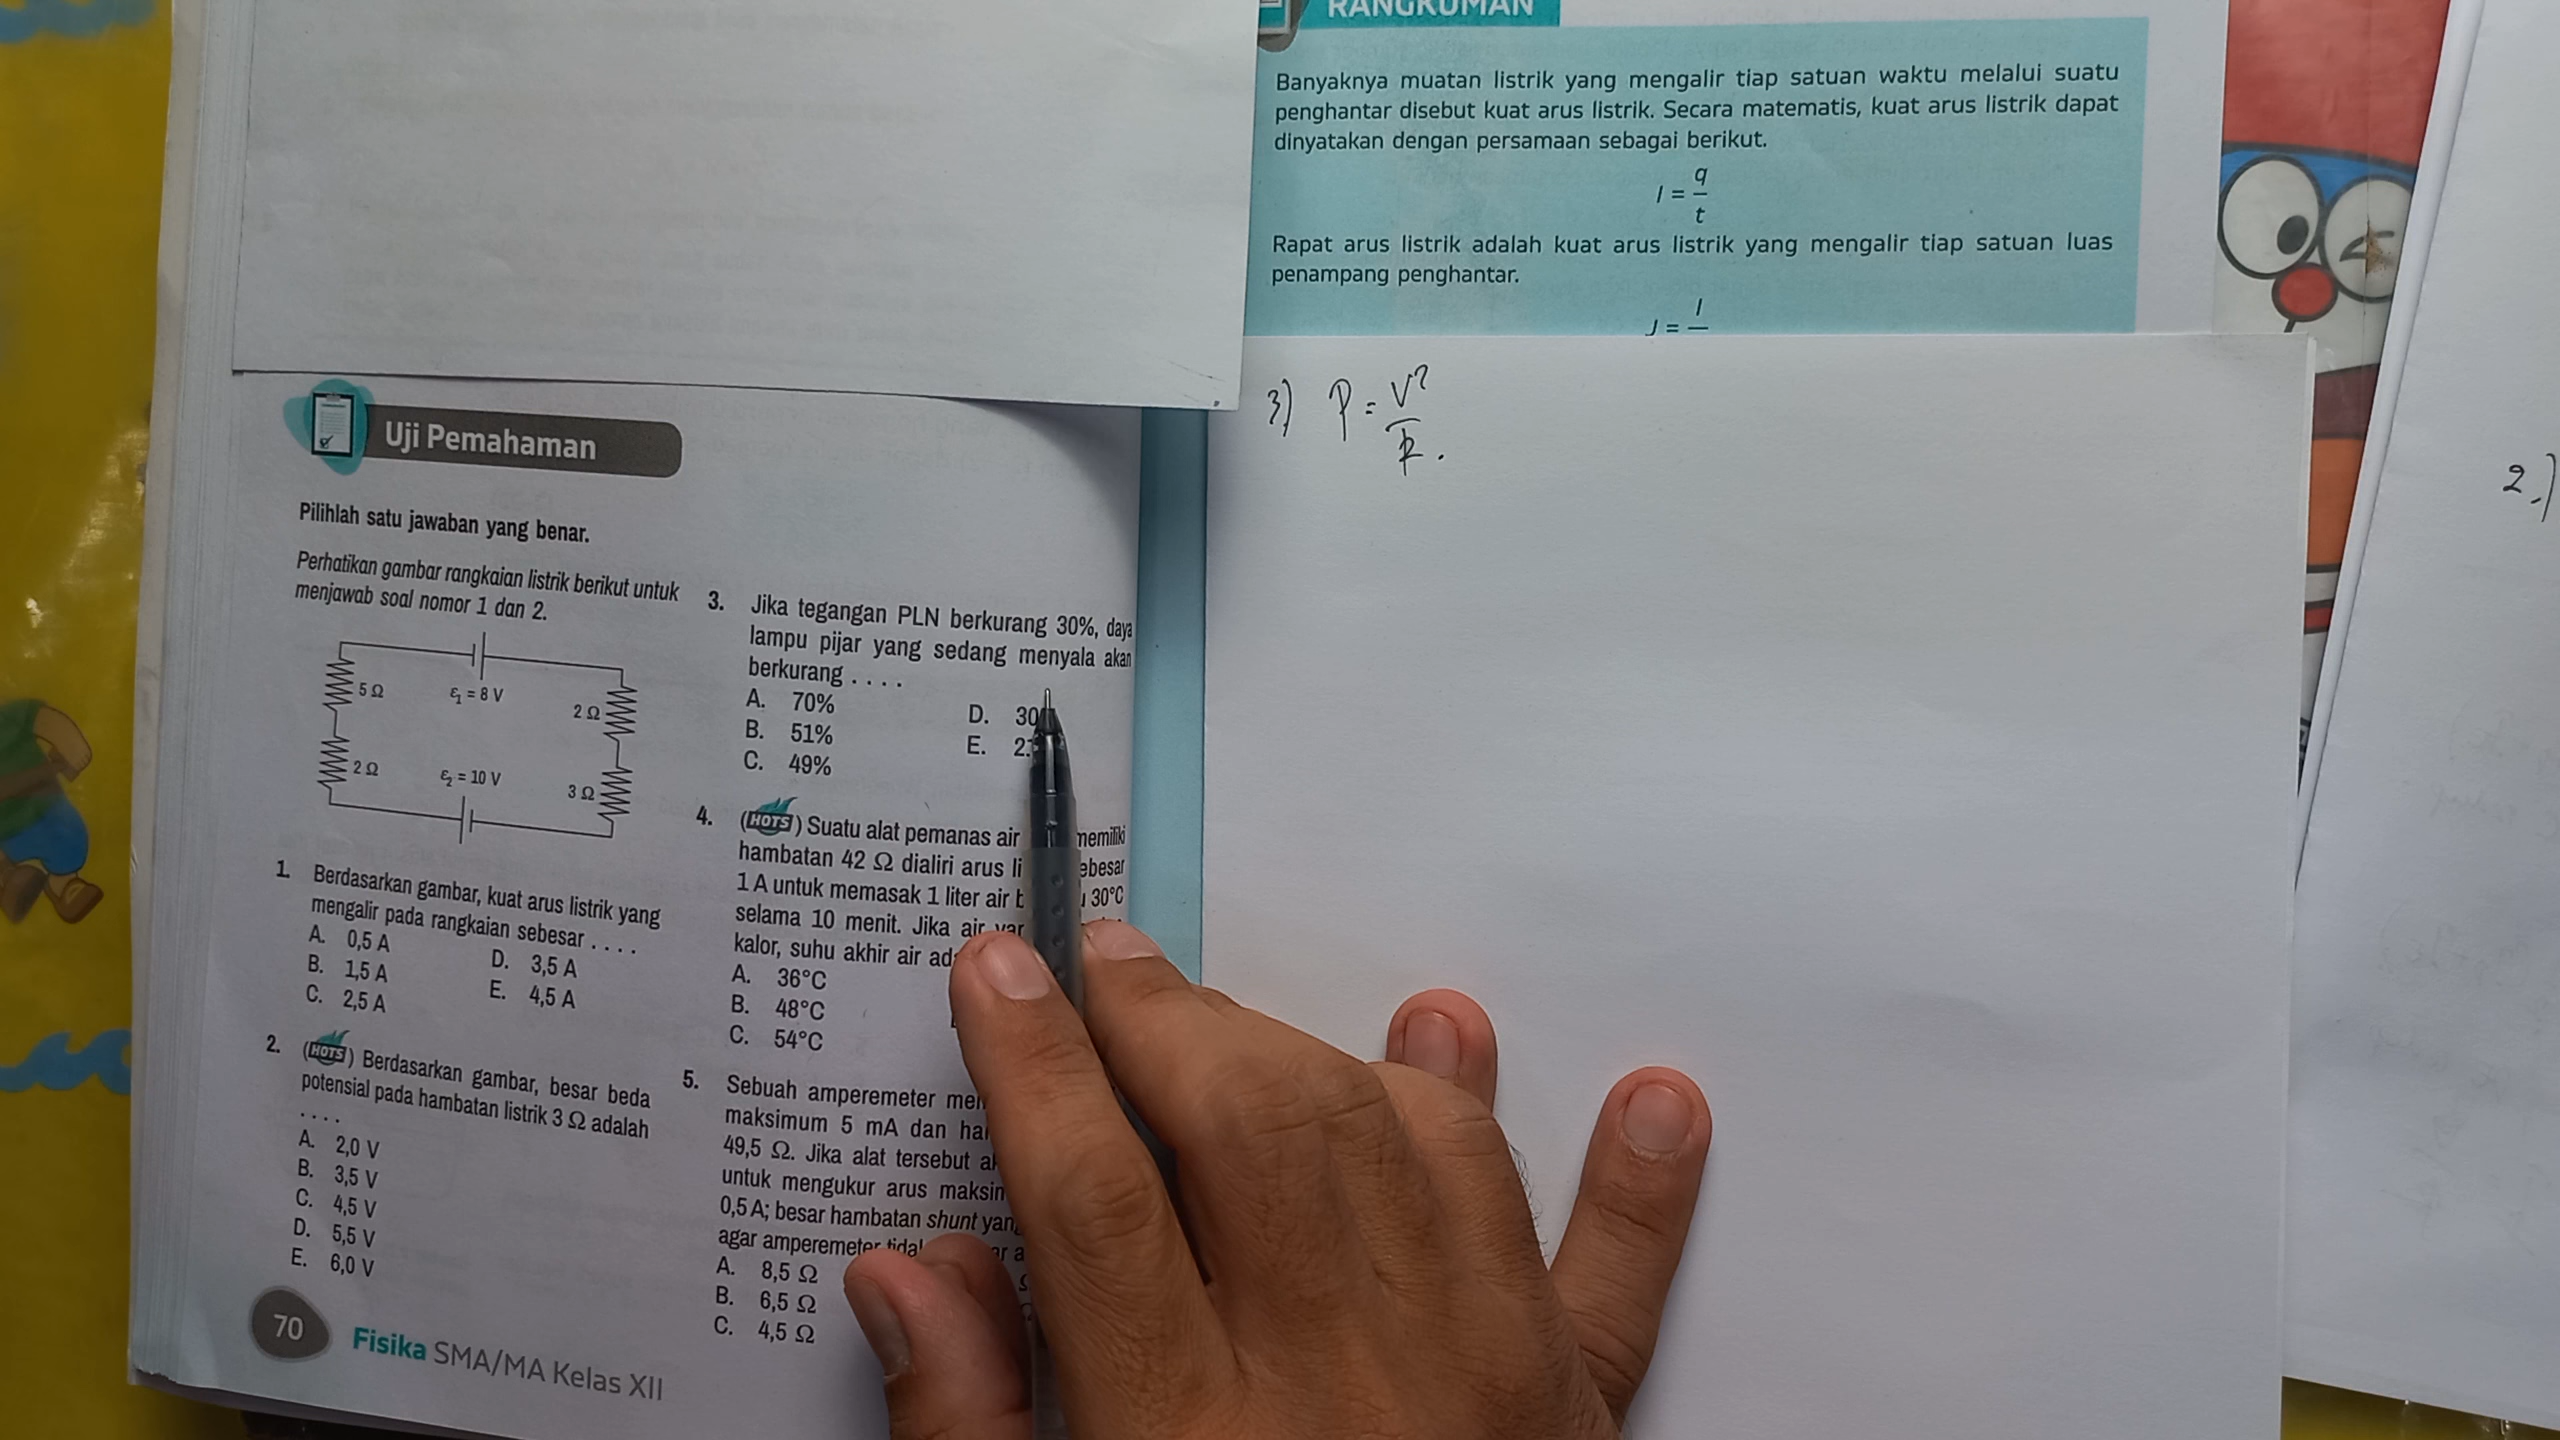 RANGKUMAN
Banyaknya muatan listrik yang mengalir tiap satuan waktu melalui suatu
penghantar disebut kuat arus listrik. Secara matematis, kuat arus listrik dapat
dinyatakan dengan persamaan sebagai berikut.
I = q/t
Rapat arus listrik adalah kuat arus listrik yang mengalir tiap satuan luas
penampang penghantar.
J = I
3) P = V²/R.
2.)
Uji Pemahaman
Pilihlah satu jawaban yang benar.
Perhatikan gambar rangkaian listrik berikut untuk
menjawab soal nomor 1 dan 2.
5 Ω
ε₁ = 8 V
2 Ω
2 Ω
ε₂ = 10 V
3 Ω
1. Berdasarkan gambar, kuat arus listrik yang
mengalir pada rangkaian sebesar . . . .
A. 0,5 A
B. 1,5 A
C. 2,5 A
D. 3,5 A
E. 4,5 A
2. (HOTS) Berdasarkan gambar, besar beda
potensial pada hambatan listrik 3 Ω adalah
. . . .
A. 2,0 V
B. 3,5 V
C. 4,5 V
D. 5,5 V
E. 6,0 V
3. Jika tegangan PLN berkurang 30%, daya
lampu pijar yang sedang menyala akan
berkurang . . . .
A. 70%
B. 51%
C. 49%
D. 30
E. 2
4. (HOTS) Suatu alat pemanas air memiliki
hambatan 42 Ω dialiri arus li ebesar
1 A untuk memasak 1 liter air 30°C
selama 10 menit. Jika air
kalor, suhu akhir air
A. 36°C
B. 48°C
C. 54°C
5. Sebuah amperemeter
maksimum 5 mA dan
49,5 Ω. Jika alat tersebut
untuk mengukur arus
0,5 A; besar hambatan shunt
agar amperemeter
A. 8,5 Ω
B. 6,5 Ω
C. 4,5 Ω
70 Fisika SMA/MA Kelas XII